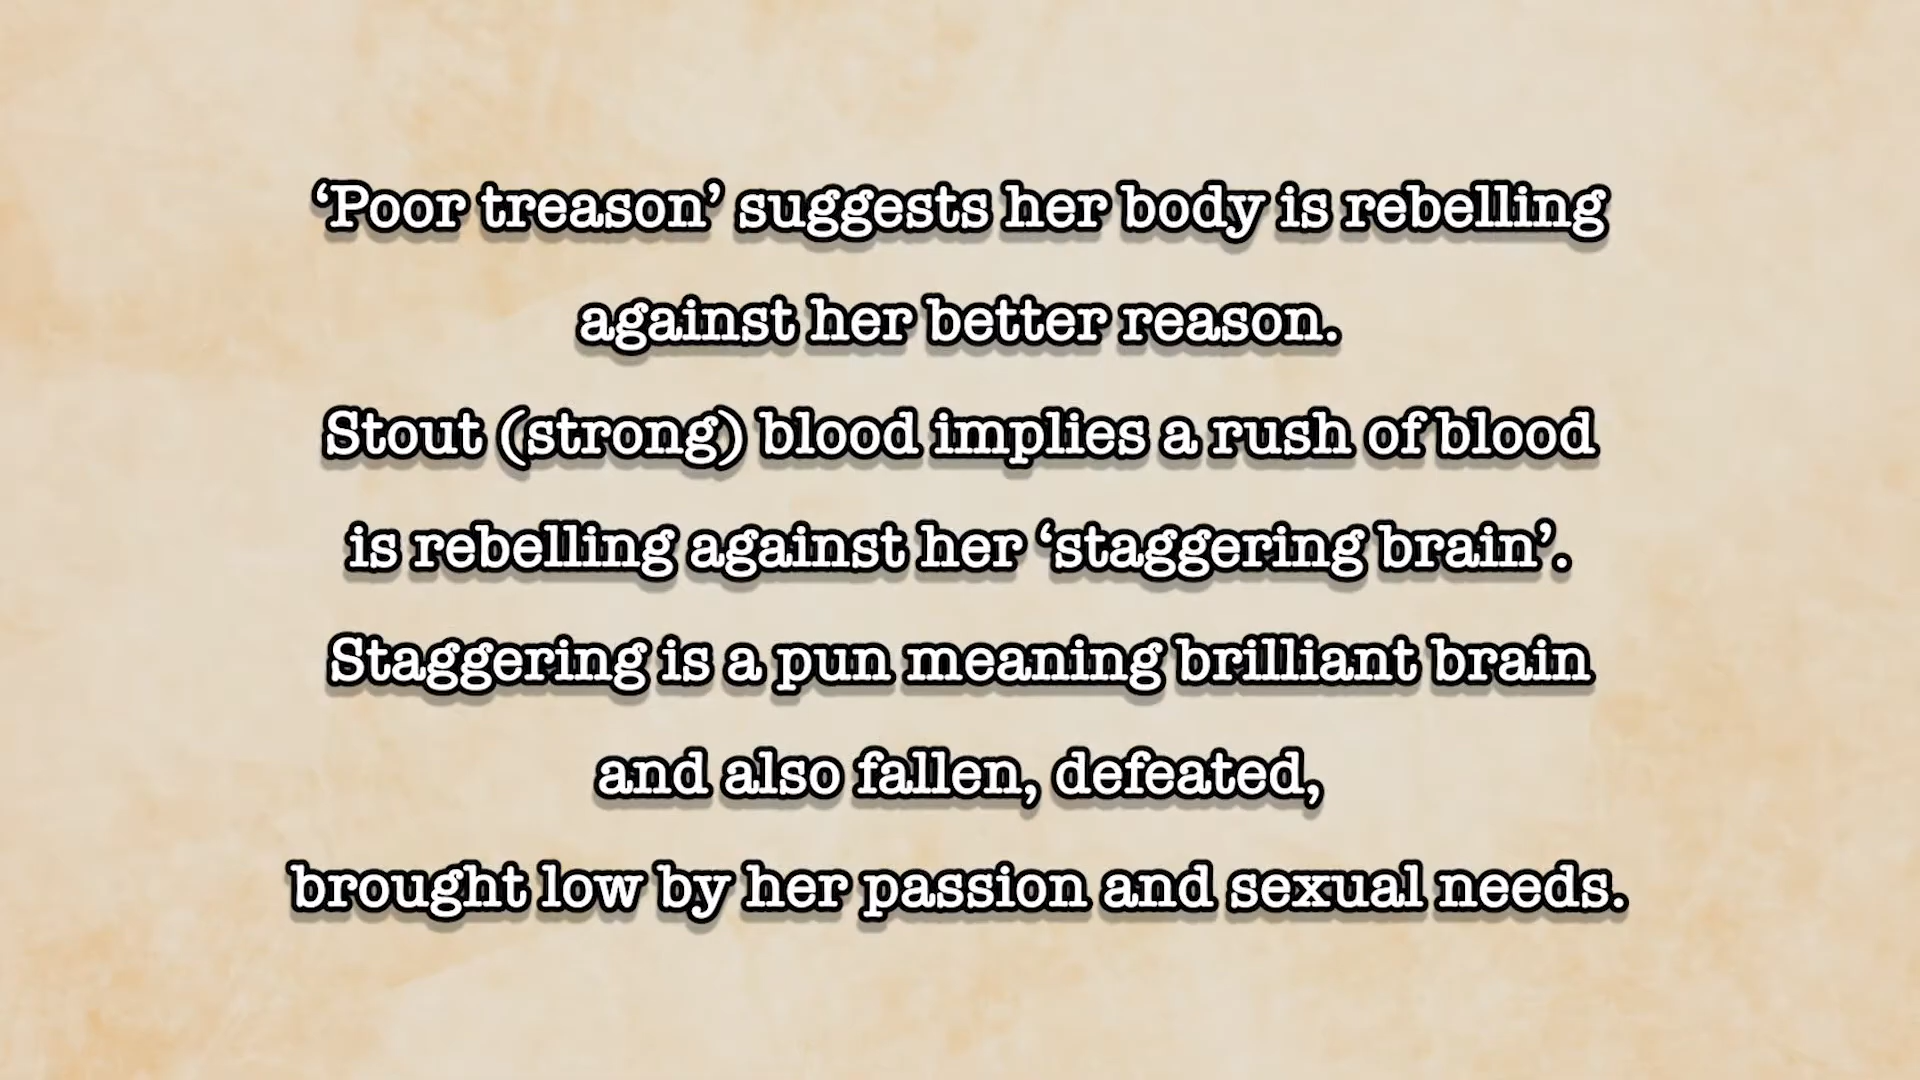 ‘Poor treason’ suggests her body is rebelling
against her better reason.
Stout (strong) blood implies a rush of blood
is rebelling against her ‘staggering brain’.
Staggering is a pun meaning brilliant brain
and also fallen, defeated,
brought low by her passion and sexual needs.